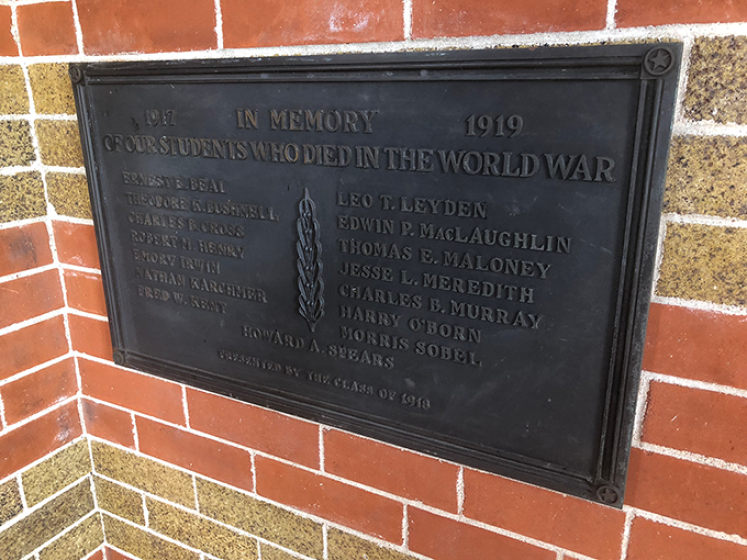 1917 IN MEMORY 1919
OF OUR STUDENTS WHO DIED IN THE WORLD WAR
ERNEST E. BEAL
THEODORE K. BUSHNELL
CHARLES B. CROSS
ROBERT H. HENRY
EMORY IRWIN
NATHAN KARCHMER
FRED W. KENT
LEO T. LEYDEN
EDWIN P. MACLAUGHLIN
THOMAS E. MALONEY
JESSE L. MEREDITH
CHARLES B. MURRAY
HARRY O'BORN
MORRIS SOBEL
HOWARD A. SPEARS
PRESENTED BY THE CLASS OF